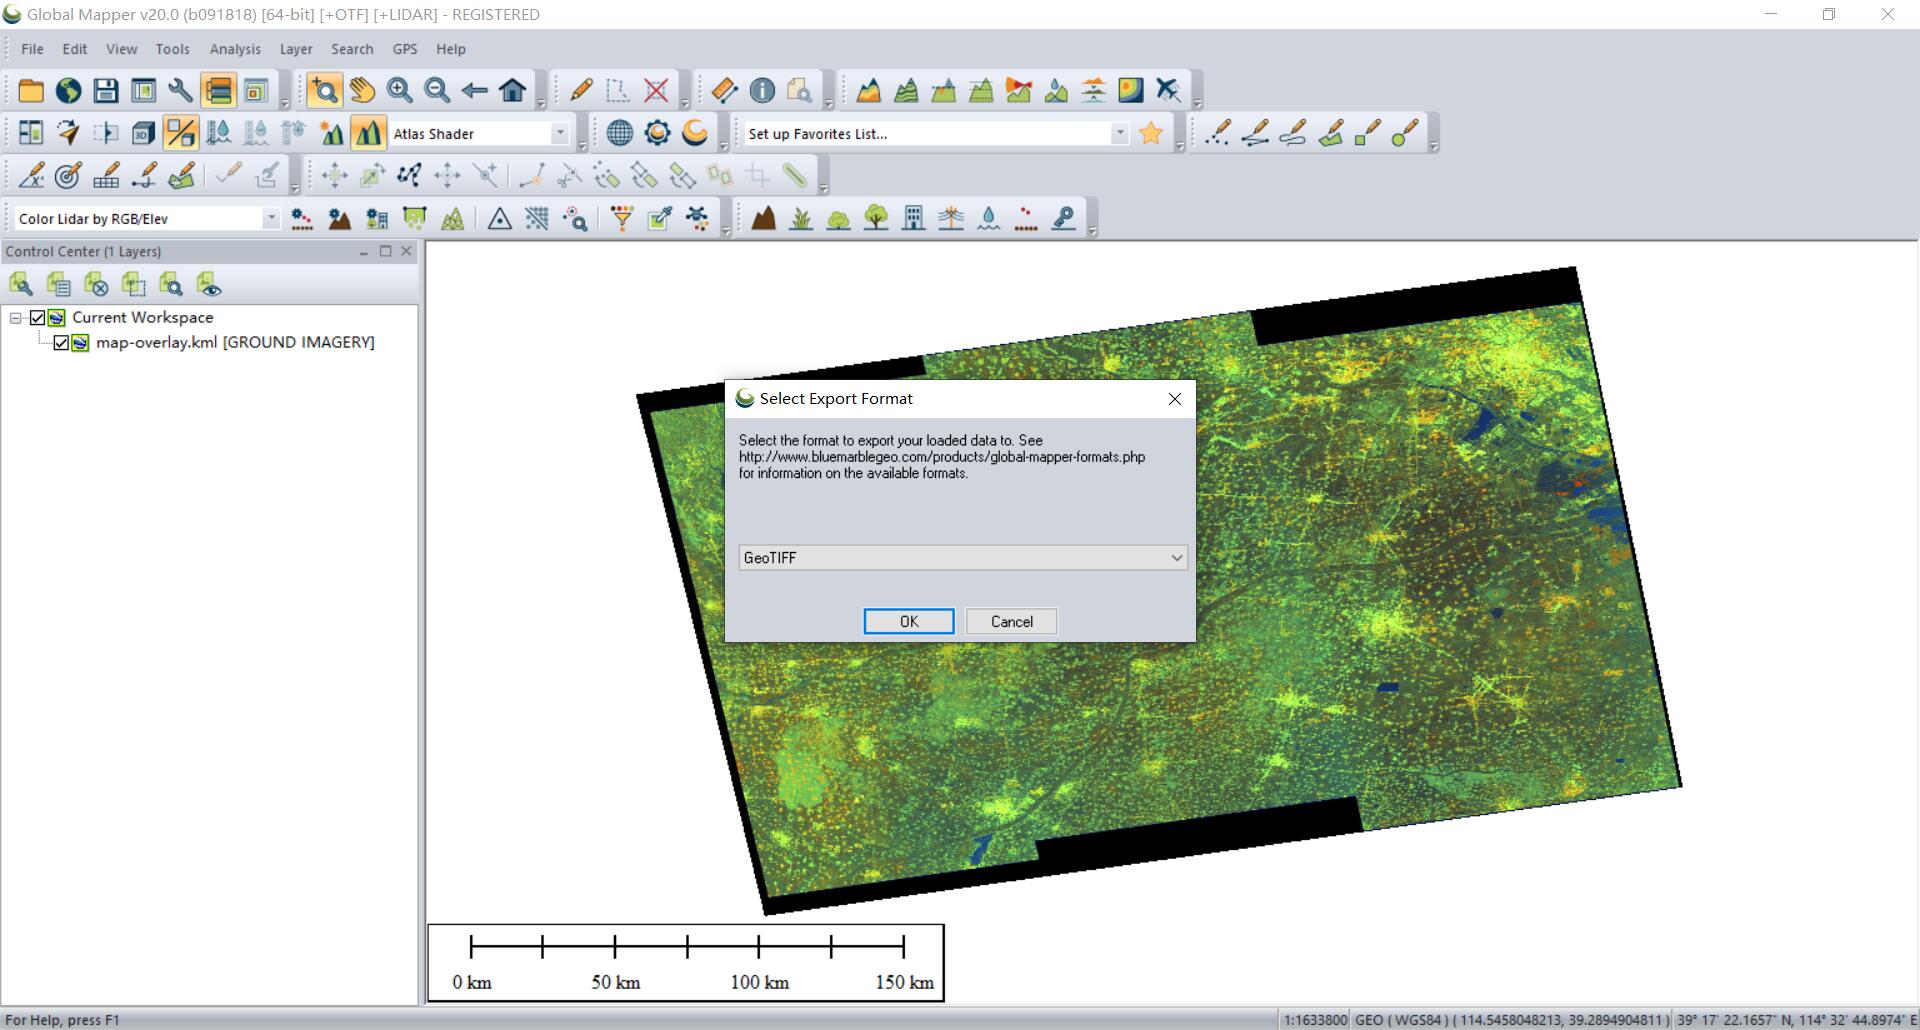 Global Mapper v20.0 (b091818) [64-bit] [+OTF] [+LIDAR] - REGISTERED
File Edit View Tools Analysis Layer Search GPS Help
Atlas Shader
Set up Favorites List...
Color Lidar by RGB/Elev
Control Center (1 Layers)
Current Workspace
map-overlay.kml [GROUND IMAGERY]
Select Export Format
Select the format to export your loaded data to. See
http://www.bluemarblegeo.com/products/global-mapper-formats.php
for information on the available formats.
GeoTIFF
OK Cancel
0 km 50 km 100 km 150 km
For Help, press F1
1:1633800 GEO ( WGS84 ) ( 114.5458048213, 39.2894904811 ) 39° 17' 22.1657" N, 114° 32' 44.8974" E